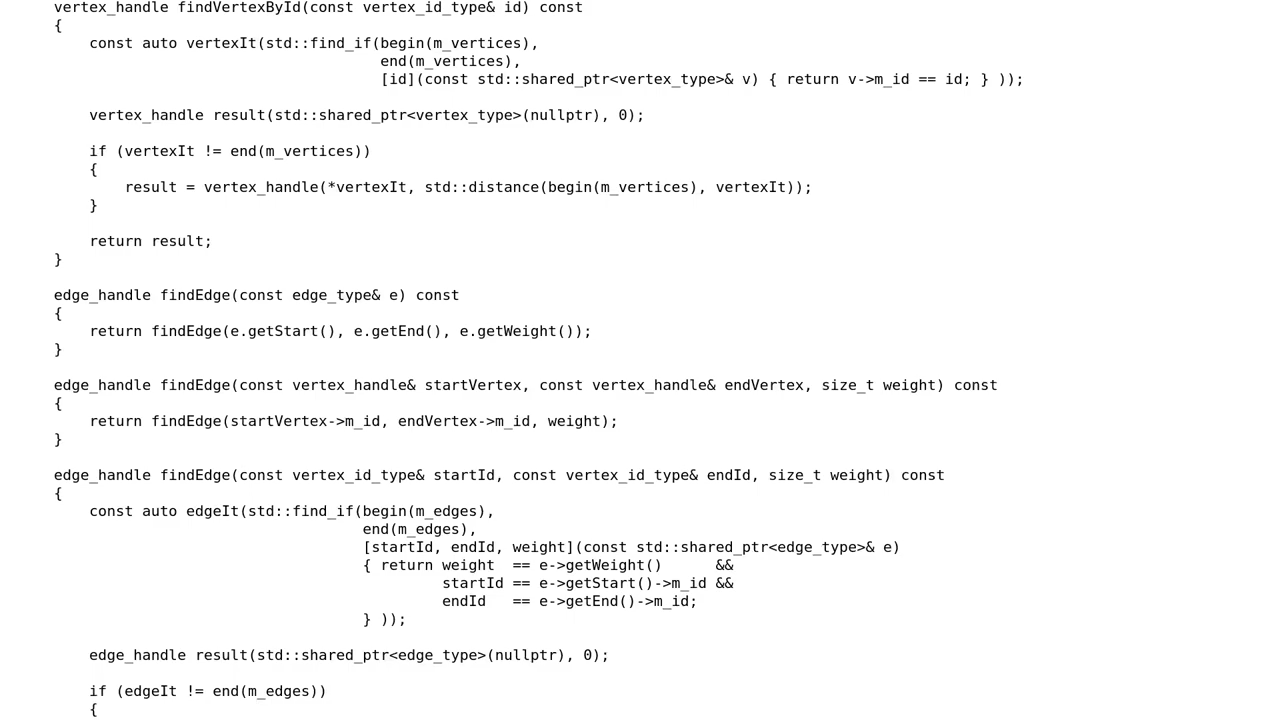 vertex_handle findVertexById(const vertex_id_type& id) const
{
    const auto vertexIt(std::find_if(begin(m_vertices),
                                     end(m_vertices),
                                     [id](const std::shared_ptr<vertex_type>& v) { return v->m_id == id; } ));

    vertex_handle result(std::shared_ptr<vertex_type>(nullptr), 0);

    if (vertexIt != end(m_vertices))
    {
        result = vertex_handle(*vertexIt, std::distance(begin(m_vertices), vertexIt));
    }

    return result;
}

edge_handle findEdge(const edge_type& e) const
{
    return findEdge(e.getStart(), e.getEnd(), e.getWeight());
}

edge_handle findEdge(const vertex_handle& startVertex, const vertex_handle& endVertex, size_t weight) const
{
    return findEdge(startVertex->m_id, endVertex->m_id, weight);
}

edge_handle findEdge(const vertex_id_type& startId, const vertex_id_type& endId, size_t weight) const
{
    const auto edgeIt(std::find_if(begin(m_edges),
                                   end(m_edges),
                                   [startId, endId, weight](const std::shared_ptr<edge_type>& e)
                                   { return weight  == e->getWeight()      &&
                                            startId == e->getStart()->m_id &&
                                            endId   == e->getEnd()->m_id;
                                   } ));

    edge_handle result(std::shared_ptr<edge_type>(nullptr), 0);

    if (edgeIt != end(m_edges))
    {